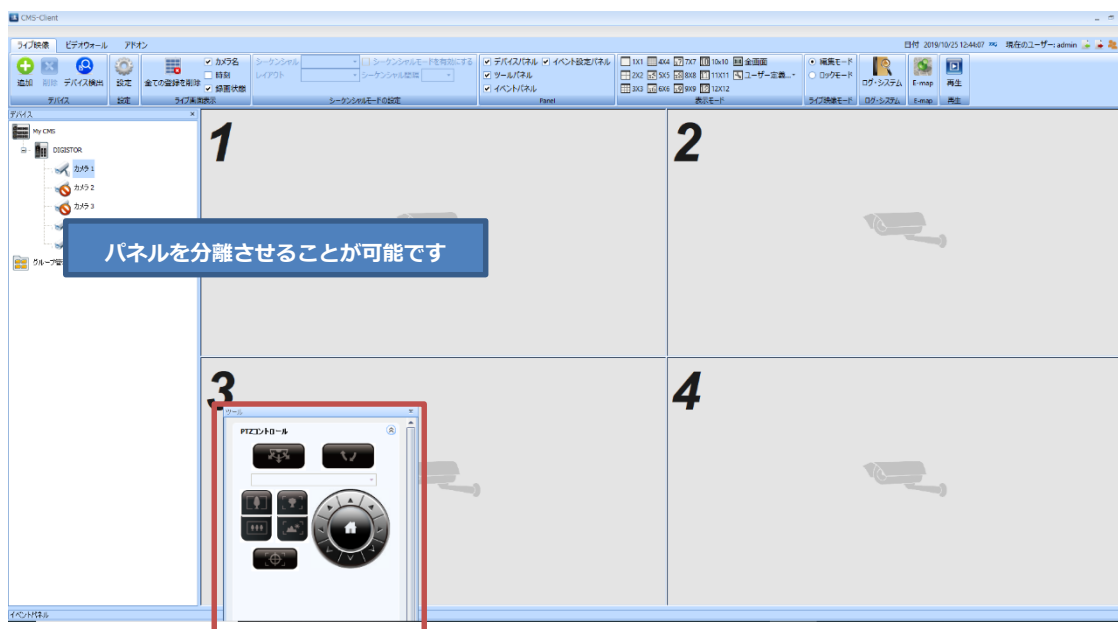 CMS-Client
ライブ映像 ビデオウォール アドオン
日付 2019/10/25 12:44:07 現在のユーザー: admin
カメラ名 シーケンシャル シーケンシャルモードを有効にする デバイスパネル イベント設定パネル 1X1 4X4 7X7 10x10 全画面 編集モード
追加 削除 デバイス検出 設定 全ての登録を削除 時刻 レイアウト シーケンシャル間隔 ツールパネル 2X2 5X5 8X8 11X11 ユーザー定義... ロックモード ログ・システム E-map 再生
録画状態 イベントパネル 3X3 6X6 9X9 12X12
デバイス 設定 ライブ画面表示 シーケンシャルモードの設定 Panel 表示モード ライブ映像モード ログ・システム E-map 再生
デバイス
My CMS
DIGISTOR
カメラ 1
カメラ 2
カメラ 3
グループ管
1
2
パネルを分離させることが可能です
3
4
ツール
PTZコントロール
イベントパネル